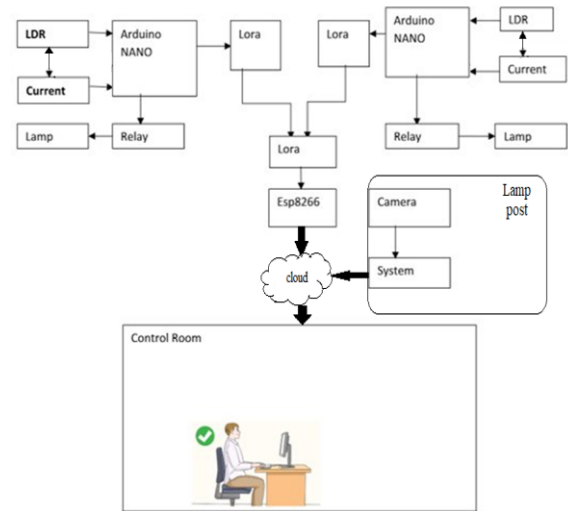 LDR
Arduino
NANO
Lora
Current
Lamp
Relay
Lora
Arduino
NANO
LDR
Current
Relay
Lamp
Lora
Esp8266
Camera
Lamp
post
System
cloud
Control Room